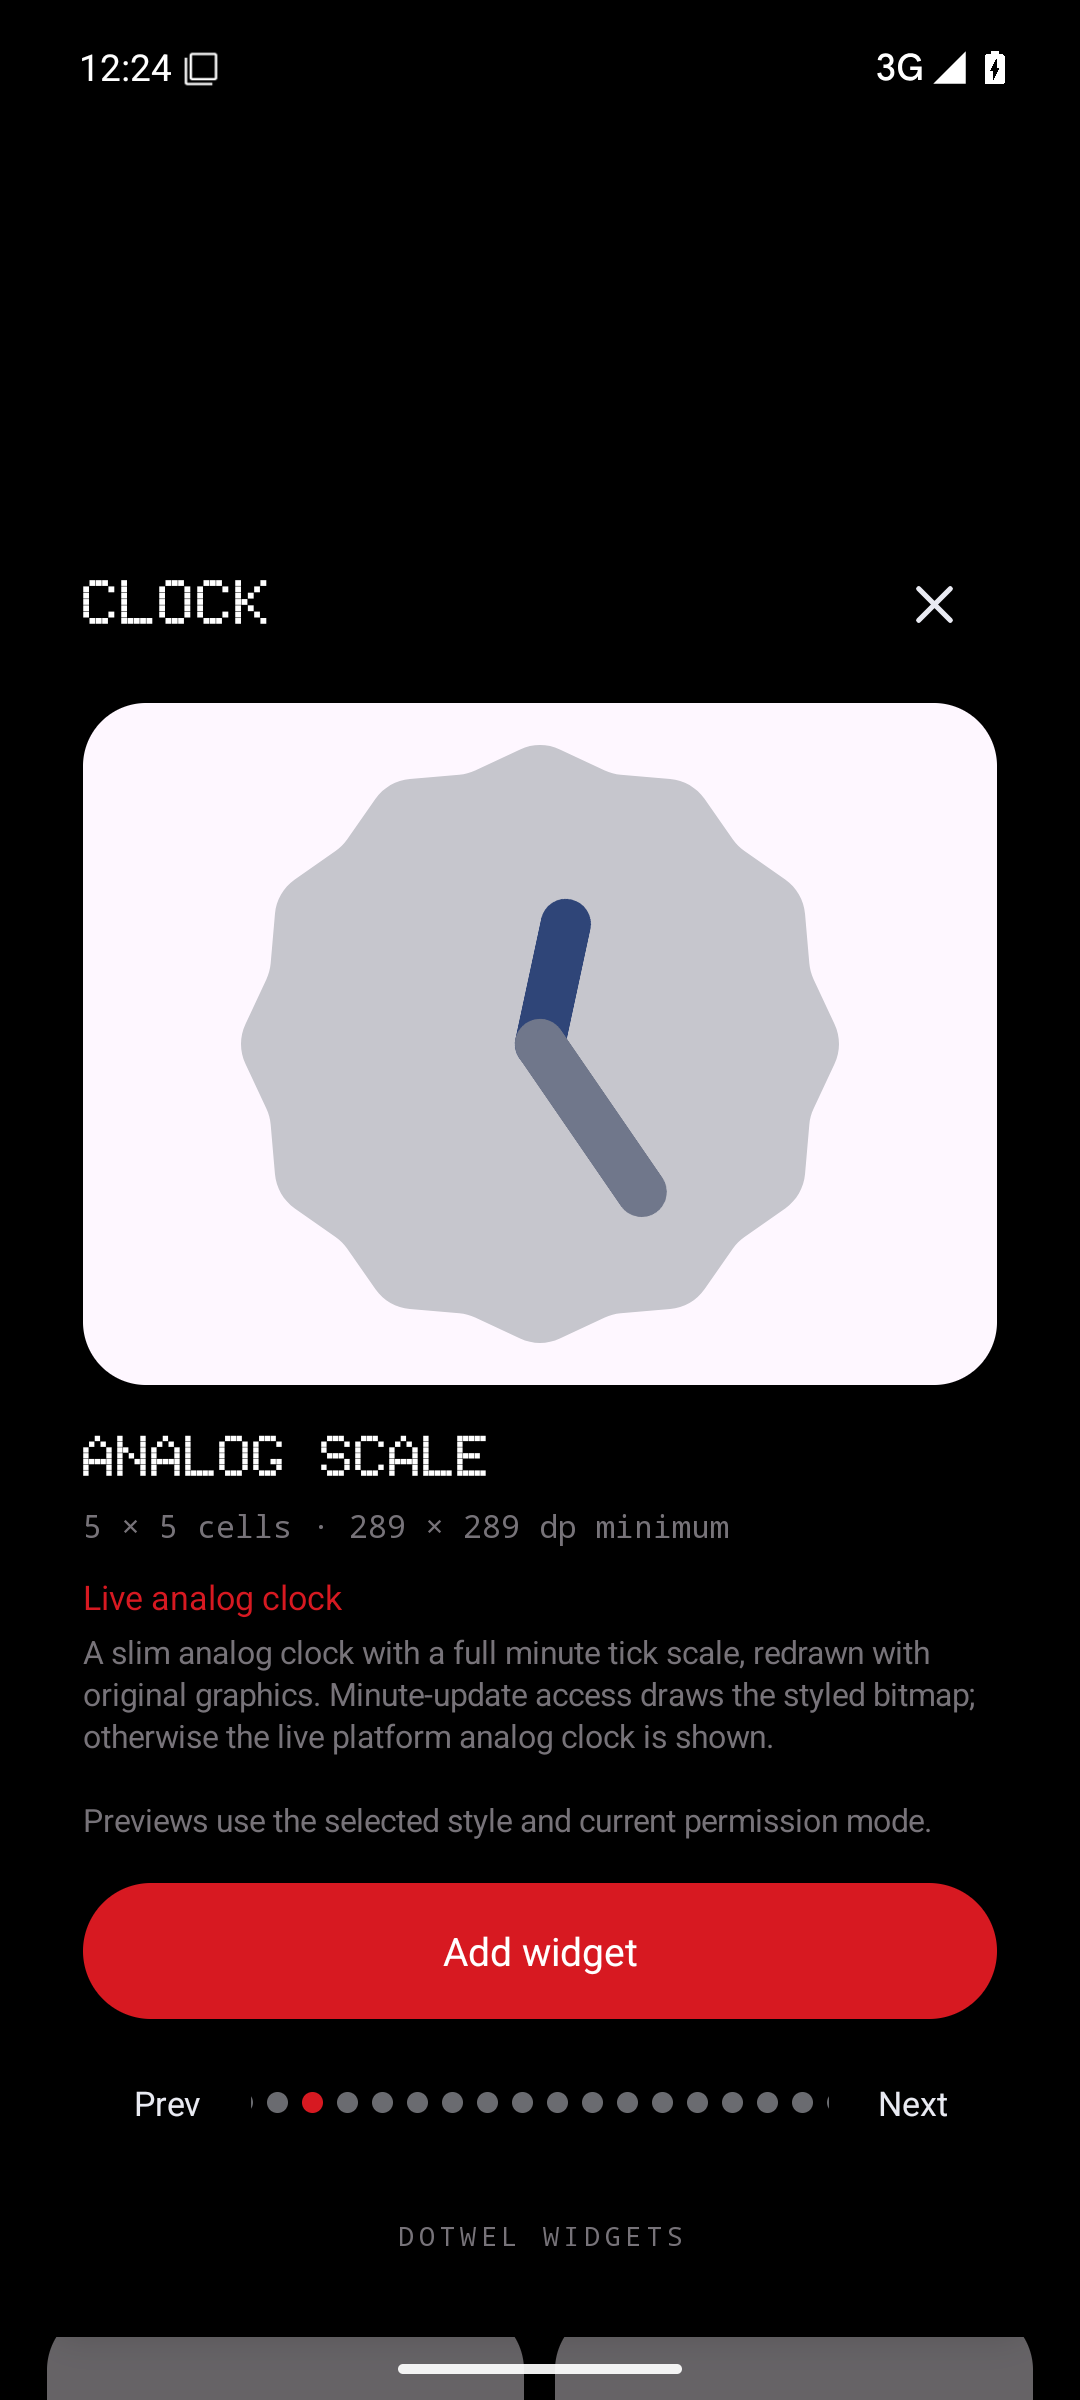 12:24
3G
CLOCK
ANALOG SCALE
5 × 5 cells · 289 × 289 dp minimum
Live analog clock
A slim analog clock with a full minute tick scale, redrawn with
original graphics. Minute-update access draws the styled bitmap;
otherwise the live platform analog clock is shown.
Previews use the selected style and current permission mode.
Add widget
Prev
Next
DOTWEL WIDGETS